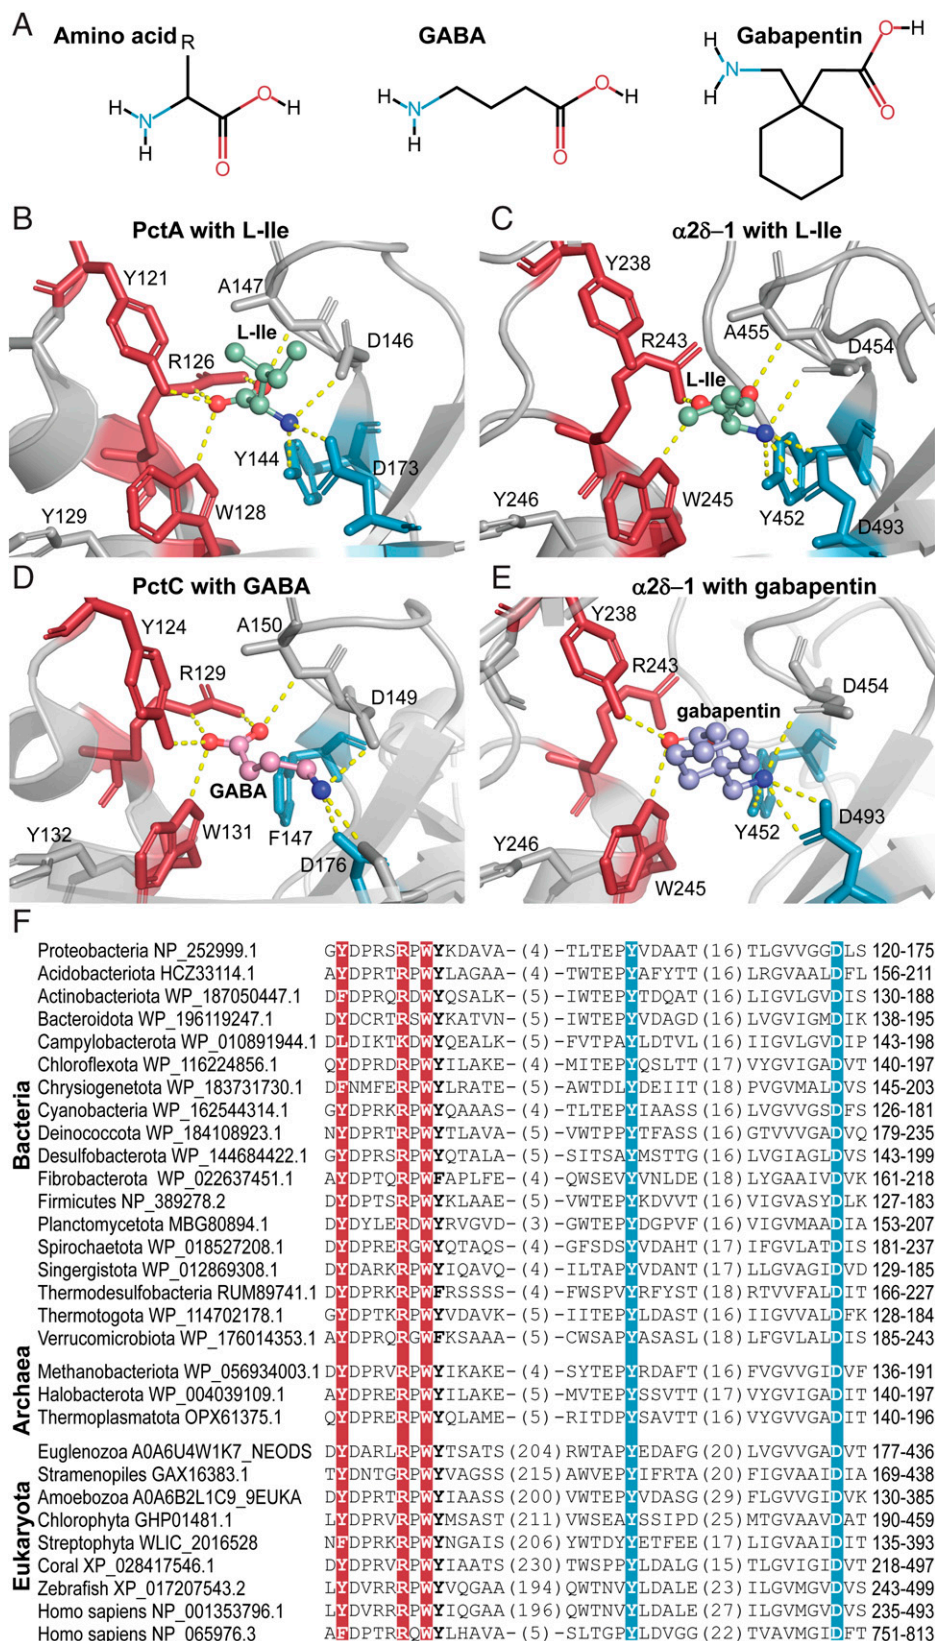 A
Amino acid
GABA
Gabapentin
R
H
N
H
O
H
O
H
N
H
O
H
O
H
N
H
O
H
O
B
PctA with L-Ile
Y121
A147
L-Ile
D146
R126
Y144
D173
W128
Y129
C
α2δ–1 with L-Ile
Y238
R243
A455
L-Ile
D454
Y246
W245
Y452
D493
D
PctC with GABA
Y124
A150
R129
D149
GABA
Y132
W131
F147
D176
E
α2δ–1 with gabapentin
Y238
R243
D454
gabapentin
Y452
D493
Y246
W245
F
Bacteria
Proteobacteria NP_252999.1 GYDPRSRPWYKDAVA-(4)-TLTEPYVDAAT(16)TLGVVGGDLS 120-175
Acidobacteriota HCZ33114.1 AYDPRTRPWYLAGAA-(4)-TWTEPYAFYTT(16)LRGVAALDFL 156-211
Actinobacteriota WP_187050447.1 DFDPRQRDWYQSALK-(5)-IWTEPYTDQAT(16)LIGVLGVDIS 130-188
Bacteroidota WP_196119247.1 DYDCRTRSWYKATVN-(5)-IWTEPYVDAGD(16)LVGVIGMDIK 138-195
Campylobacterota WP_010891944.1 DLDIKTKDWYQEALK-(5)-FVTPAYLDTVL(16)IIGVLGVDIP 143-198
Chloroflexota WP_116224856.1 QYDPRDRPWYILAKE-(4)-MITEPYQSLTT(17)VYGVIGADVT 140-197
Chrysiogenetota WP_183731730.1 DFNMFERPWYLRATE-(5)-AWTDLYDEIIT(18)PVGVMALDVS 145-203
Cyanobacteria WP_162544314.1 GYDPRKRPWYQAAAS-(4)-TLTEPYIAASS(16)LVGVVGSDFS 126-181
Deinococcota WP_184108923.1 NYDPRTRPWYTLAVA-(5)-VWTPPYTFASS(16)GTVVVGADVQ 179-235
Desulfobacterota WP_144684422.1 GYDPRERPWYQTALA-(5)-SITSAYMSTTG(16)LVGIAGLDVS 143-199
Fibrobacterota WP_022637451.1 AYDPTQRPWFAPLFE-(4)-QWSEVYVNLDE(18)LYGAAIVDVK 161-218
Firmicutes NP_389278.2 DYDPTSRPWYKLAAE-(5)-VWTEPYKDVVT(16)VIGVASYDLK 127-183
Planctomycetota MBG80894.1 DYDYLERDWYRVGVD-(3)-GWTEPYDGPVF(16)VIGVMAADIA 153-207
Spirochaetota WP_018527208.1 DYDPRERGWYQTAQS-(4)-GFSDSYVDAHT(17)IFGVLATDIS 181-237
Singergistota WP_012869308.1 DYDARKRPWYIQAVQ-(4)-ILTAPYVDANT(17)LLGVAGIDVD 129-185
Thermodesulfobacteria RUM89741.1 DYDPRERPWFRSSSS-(4)-FWSPVYRFYST(18)RTVVFALDIT 166-227
Thermotogota WP_114702178.1 GYDPTKRPWYVDAVK-(5)-IITEPYLDAST(16)IVGVVALDFK 128-184
Verrucomicrobiota WP_176014353.1 AYDPRQRGWFKSAAA-(5)-CWSAPYASASL(18)LFGVLALDIS 185-243
Archaea
Methanobacteriota WP_056934003.1 DYDPRVRPWYIKAKE-(4)-SYTEPYRDAFT(16)FVGVVGIDVF 136-191
Halobacterota WP_004039109.1 AYDPRERPWYILAKE-(5)-MVTEPYSSVTT(17)VYGVIGADIT 140-197
Thermoplasmatota OPX61375.1 QYDPRERPWYQLAME-(5)-RITDPYSAVTT(16)VYGVVGADIT 140-196
Eukaryota
Euglenozoa A0A6U4W1K7_NEODS DYDARLRPWYTSATS(204)RWTAPYEDAFG(20)LVGVVGADVT 177-436
Stramenopiles GAX16383.1 TYDNTGRPWYVAGSS(215)AWVEPYIFRTA(20)FIGVAAIDIA 169-438
Amoebozoa A0A6B2L1C9_9EUKA DYDPRTRPWYIAASS(200)VWTEPYVDASG(29)FLGVVGIDVK 130-385
Chlorophyta GHP01481.1 LYDPRVRPWYMSAST(211)VWSEAYSSIPD(25)MTGVAAVDAT 190-459
Streptophyta WLIC_2016528 NFDPRKRPWYNGAIS(206)YWTDYYETFEE(17)LVGVVGIDIT 135-393
Coral XP_028417546.1 DYDPRVRPWYIAATS(230)TWSPPYLDALG(15)TIGVVGIDVT 218-497
Zebrafish XP_017207543.2 LYDVRRRPWYVQGAA(194)QWTNVYLDALE(23)ILGVMGVDVS 243-499
Homo sapiens NP_001353796.1 LYDVRRRPWYIQGAA(196)QWTNVYLDALE(27)ILGVMGVDVS 235-493
Homo sapiens NP_065976.3 AFDPTRRQWYLHAVA-(5)-YLTGPYLDVGG(22)TVAVMGVDFT 751-813